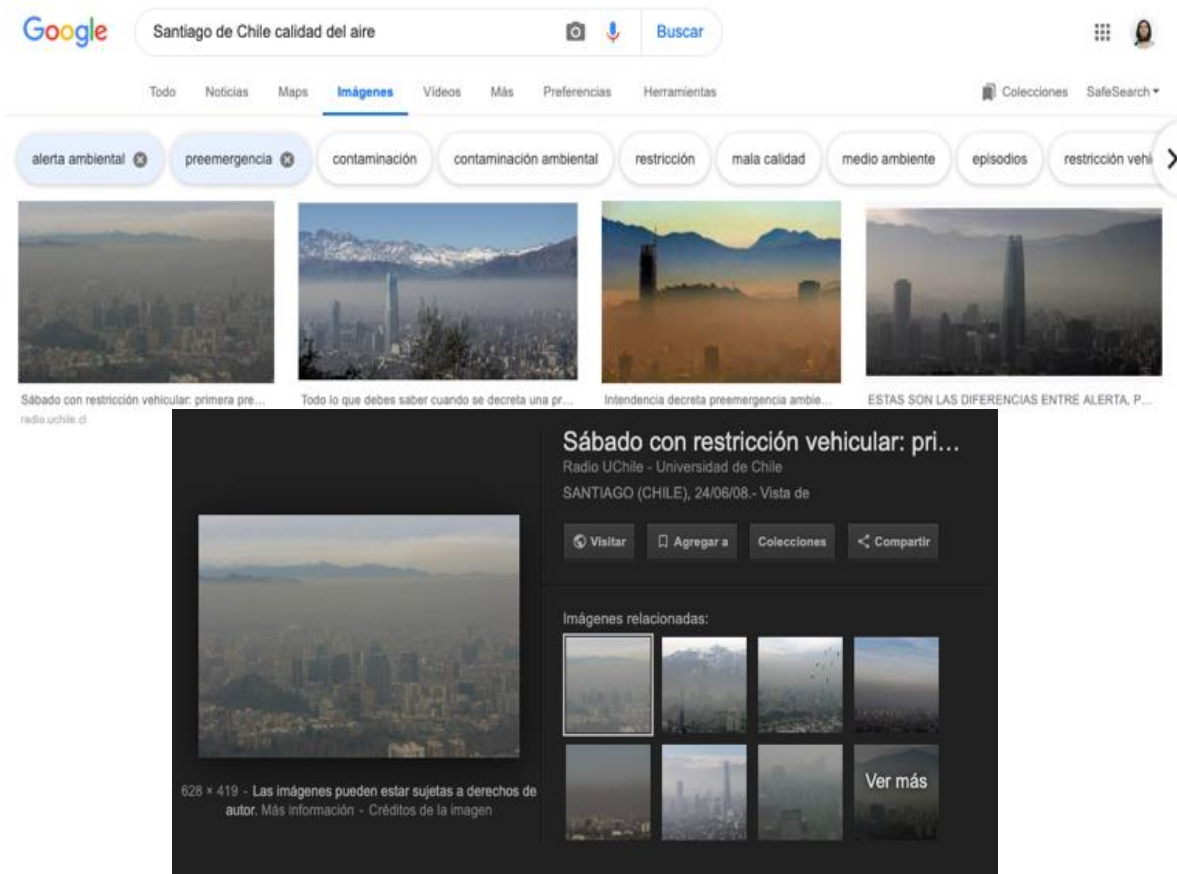 Google
Santiago de Chile calidad del aire
Buscar
Todo Noticias Maps Imágenes Vídeos Más Preferencias Herramientas Colecciones SafeSearch
alerta ambiental preemergencia contaminación contaminación ambiental restricción mala calidad medio ambiente episodios restricción vehi
Sábado con restricción vehicular: primera pre... Todo lo que debes saber cuando se decreta una pr... Intendencia decreta preemergencia ambie... ESTAS SON LAS DIFERENCIAS ENTRE ALERTA, P...
radio.uchile.cl
Sábado con restricción vehicular: pri...
Radio UChile - Universidad de Chile
SANTIAGO (CHILE), 24/06/08.- Vista de
Visitar Agregar a Colecciones Compartir
Imágenes relacionadas:
Ver más
628 × 419 - Las imágenes pueden estar sujetas a derechos de
autor. Más información - Créditos de la imagen